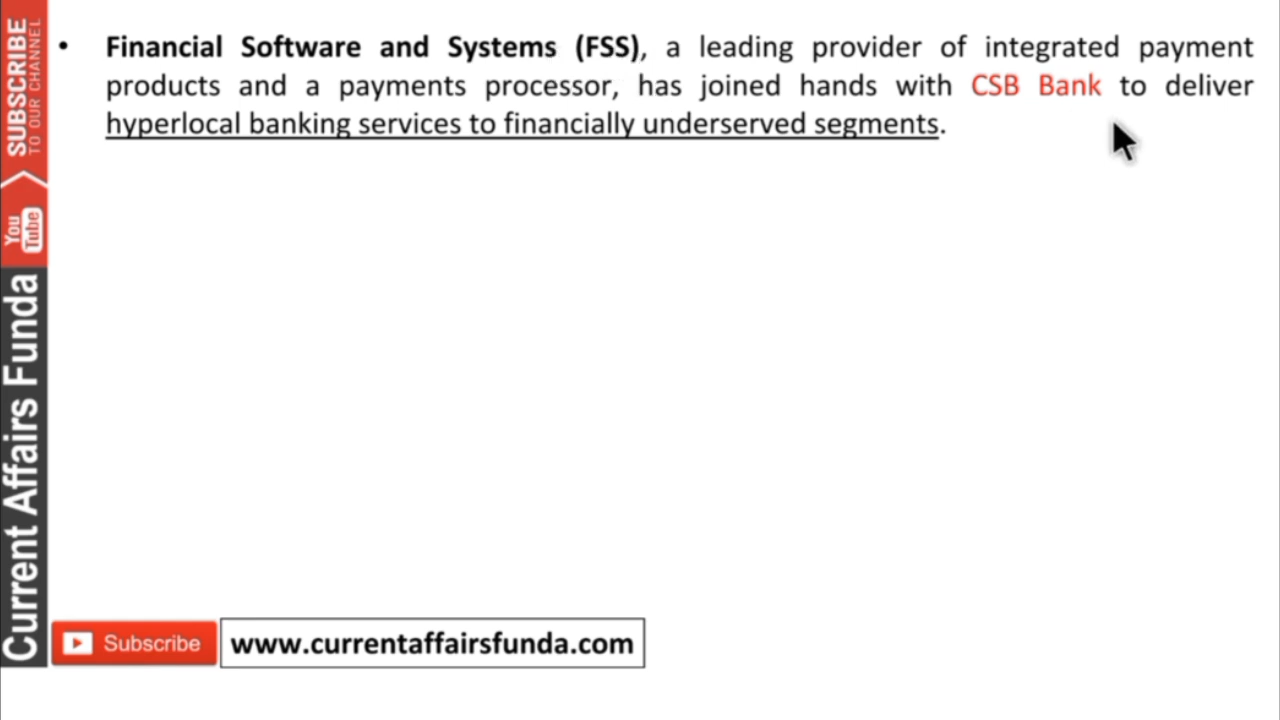 • Financial Software and Systems (FSS), a leading provider of integrated payment
products and a payments processor, has joined hands with CSB Bank to deliver
hyperlocal banking services to financially underserved segments.
SUBSCRIBE
TO OUR CHANNEL
You
Tube
Current Affairs Funda
Subscribe
www.currentaffairsfunda.com